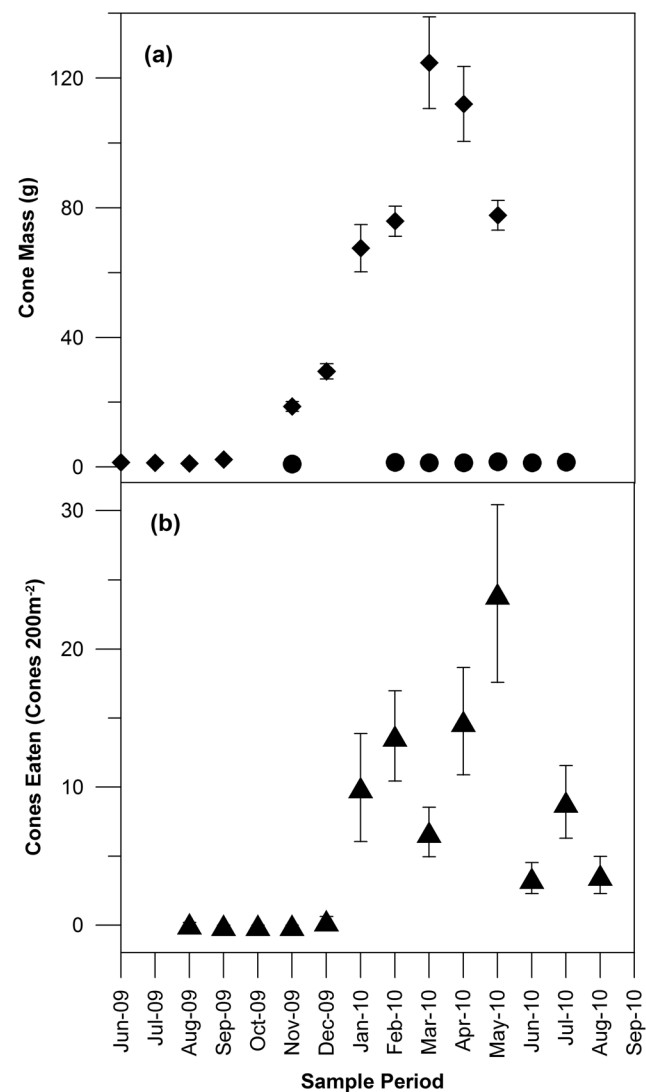 (a)
120
80
40
0
Cone Mass (g)
(b)
30
20
10
0
Cones Eaten (Cones 200m⁻²)
Jun-09
Jul-09
Aug-09
Sep-09
Oct-09
Nov-09
Dec-09
Jan-10
Feb-10
Mar-10
Apr-10
May-10
Jun-10
Jul-10
Aug-10
Sep-10
Sample Period